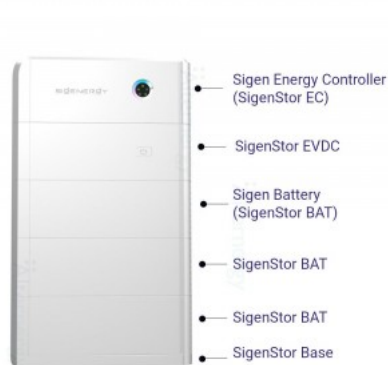 SIGENERGY
Sigen Energy Controller
(SigenStor EC)
SigenStor EVDC
Sigen Battery
(SigenStor BAT)
SigenStor BAT
SigenStor BAT
SigenStor Base